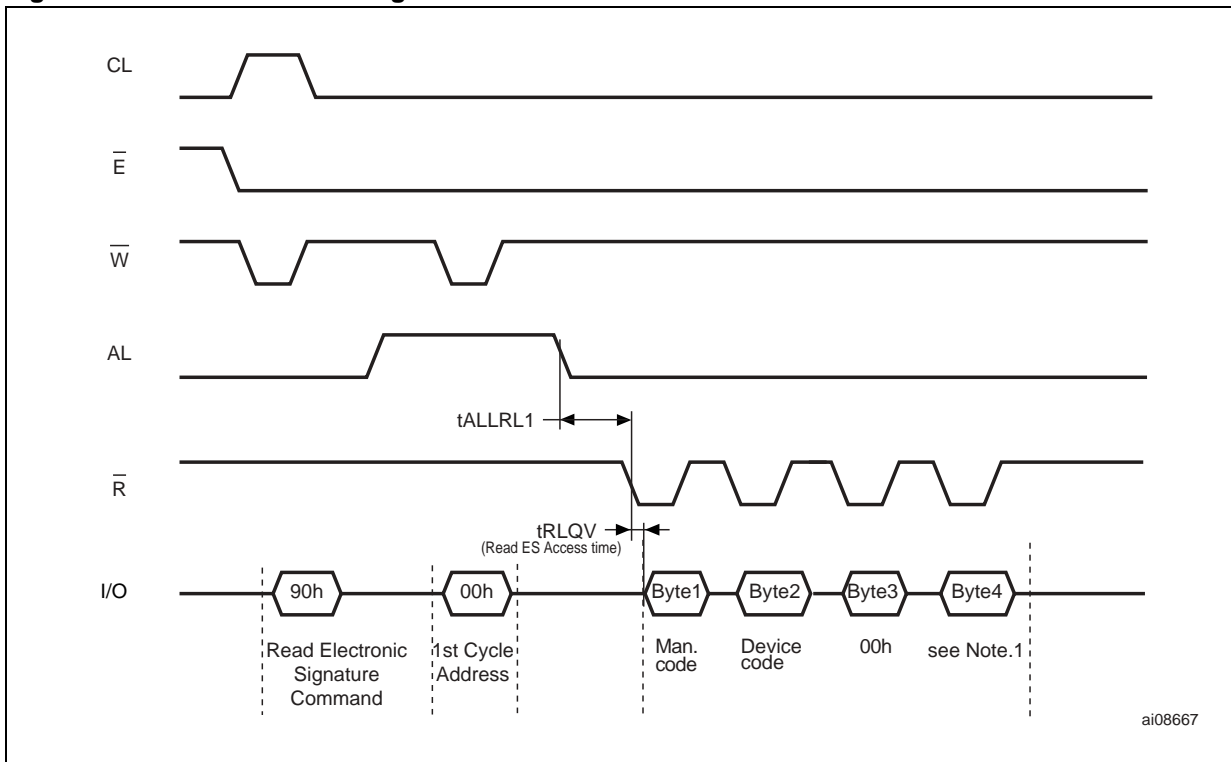 CL
E
W
AL
tALLRL1
R
tRLQV
(Read ES Access time)
I/O
90h
00h
Byte1
Byte2
Byte3
Byte4
Read Electronic
Signature
Command
1st Cycle
Address
Man.
code
Device
code
00h
see Note.1
ai08667